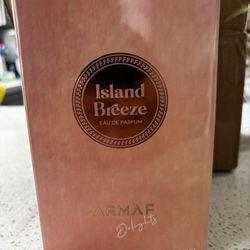 Island
Breeze
EAU DE PARFUM
ARMAF
Delights